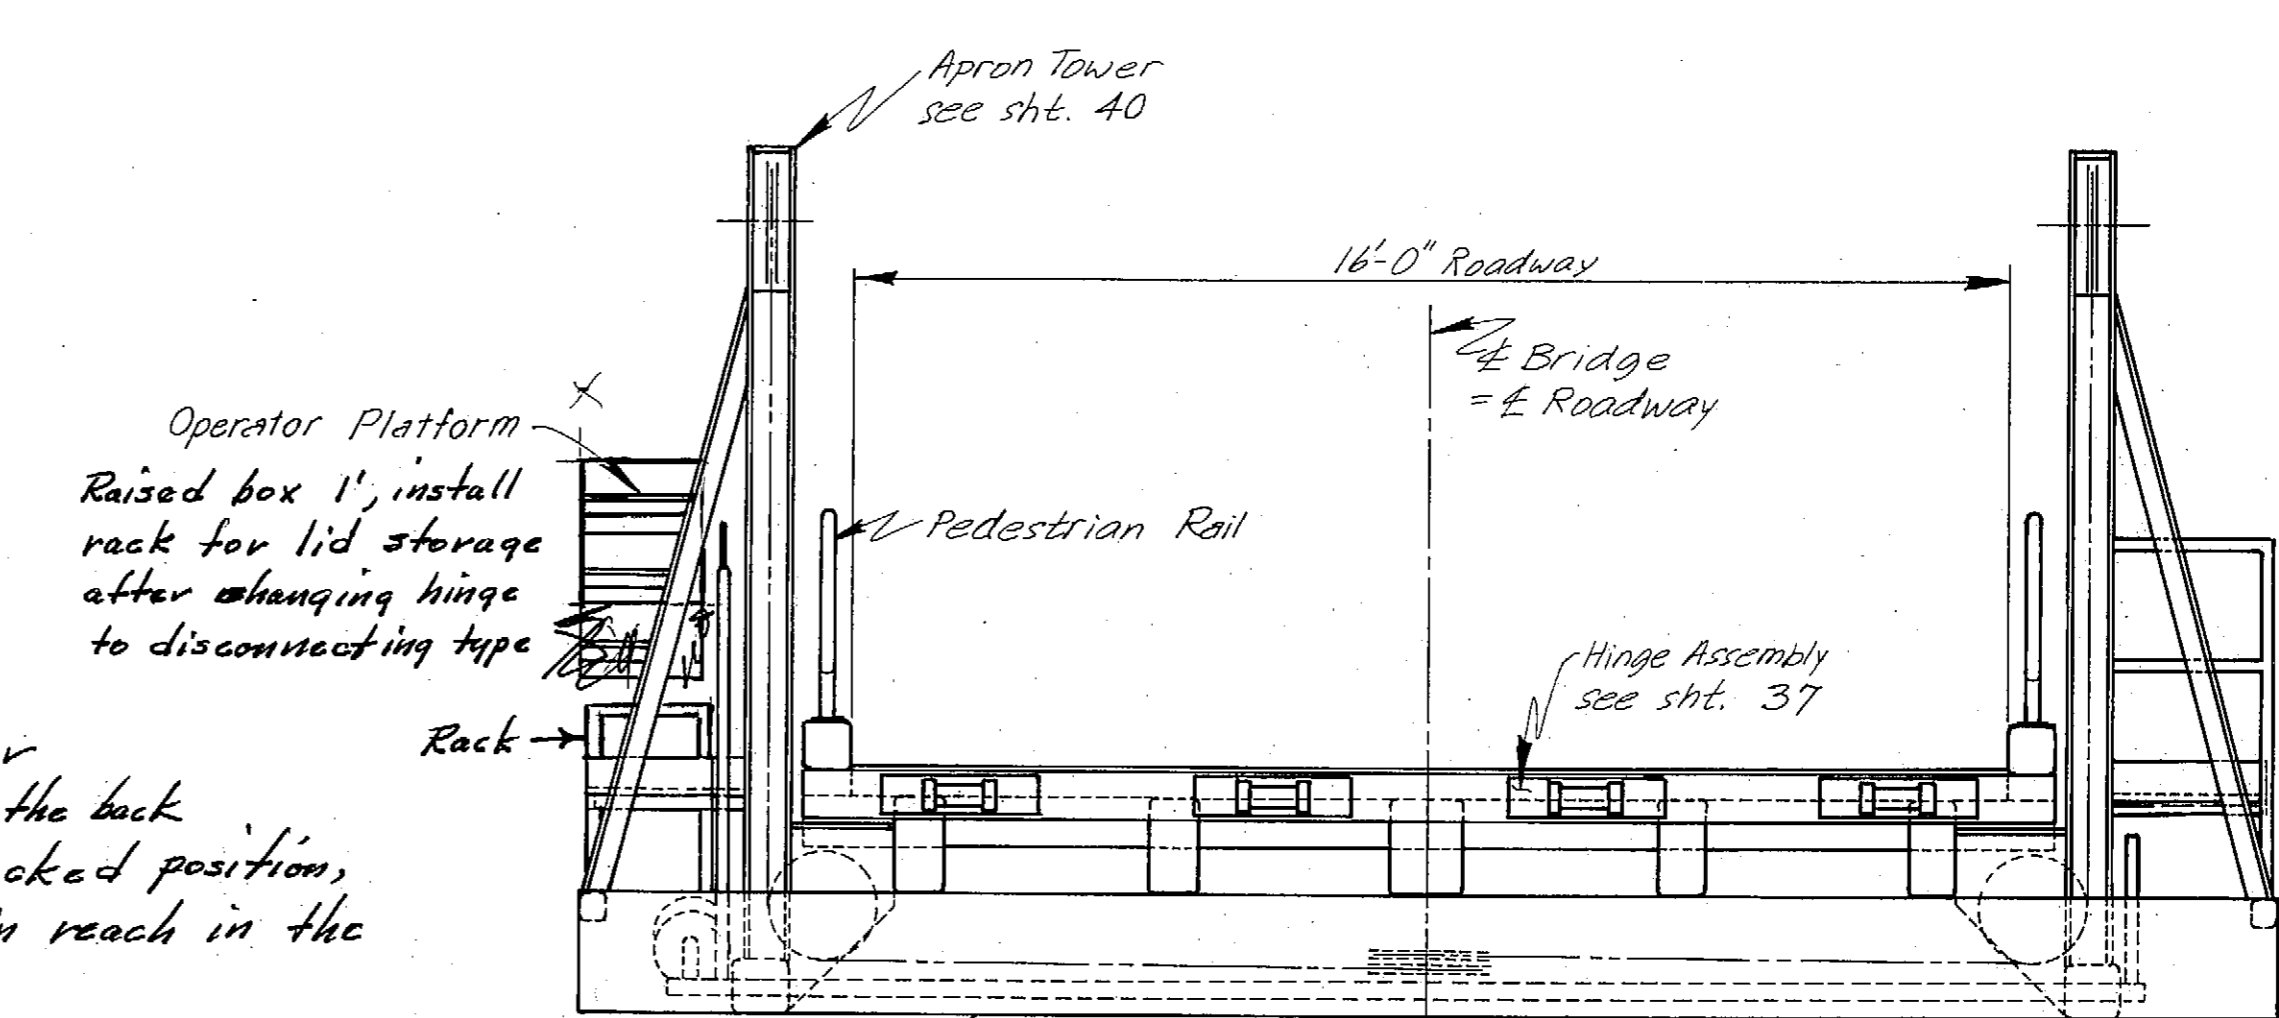 Apron Tower
see sht. 40
16'-0" Roadway
℄ Bridge
= ℄ Roadway
Operator Platform
Raised box 1', install
rack for lid storage
after changing hinge
to disconnecting type
Pedestrian Rail
Hinge Assembly
see sht. 37
Rack
r
the back
cked position,
n reach in the